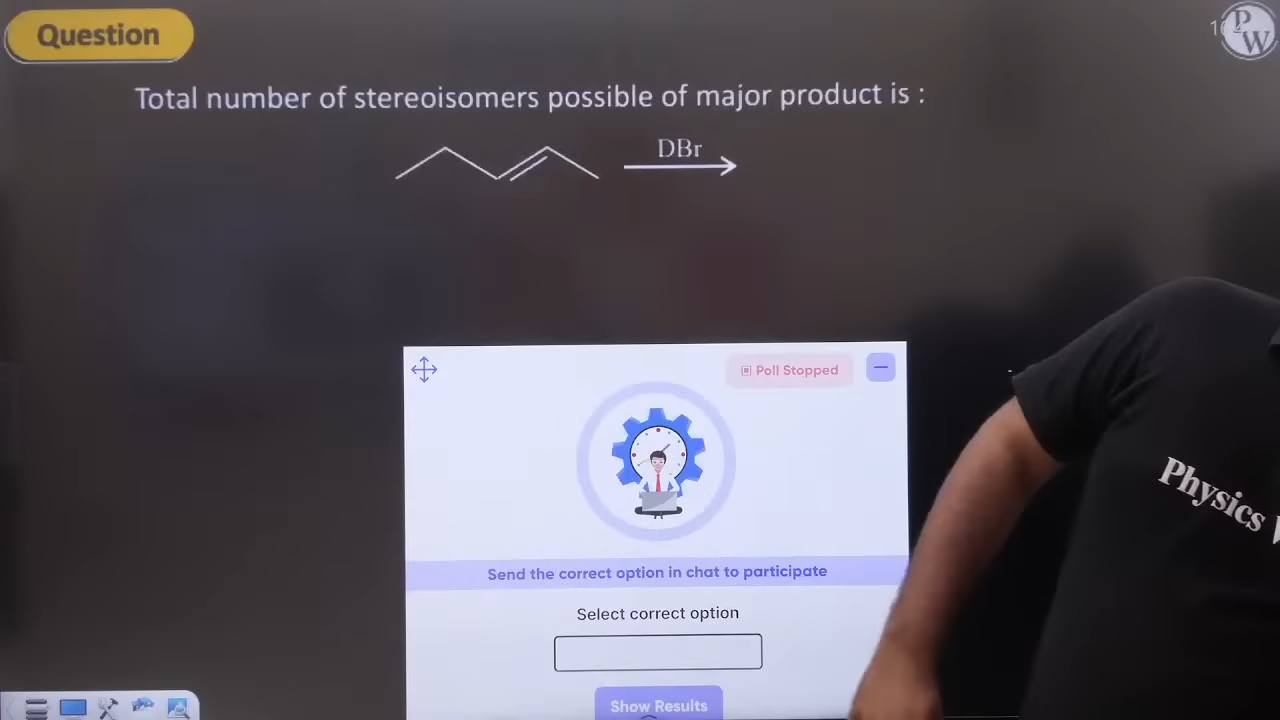 Question
PW
Total number of stereoisomers possible of major product is :
DBr
Poll Stopped
Physics
Send the correct option in chat to participate
Select correct option
Show Results